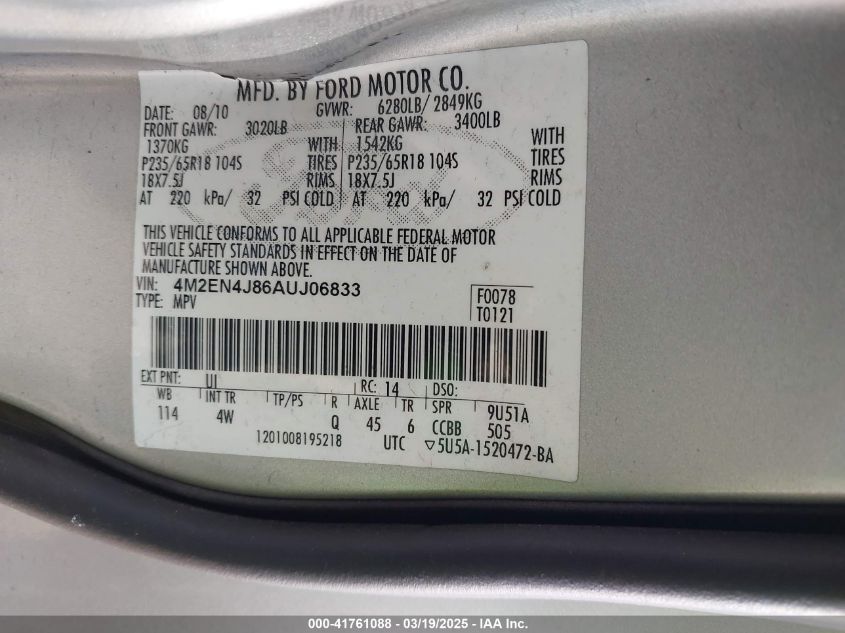 MFD. BY FORD MOTOR CO.
DATE: 08/10 GVWR: 6280LB/ 2849KG
FRONT GAWR: 3020LB REAR GAWR: 3400LB
1370KG WITH 1542KG WITH
P235/65R18 104S TIRES P235/65R18 104S TIRES
18X7.5J RIMS 18X7.5J RIMS
AT 220 kPa/ 32 PSI COLD AT 220 kPa/ 32 PSI COLD
THIS VEHICLE CONFORMS TO ALL APPLICABLE FEDERAL MOTOR
VEHICLE SAFETY STANDARDS IN EFFECT ON THE DATE OF
MANUFACTURE SHOWN ABOVE.
VIN: 4M2EN4J86AUJ06833
TYPE: MPV
F0078
T0121
EXT PNT: UI RC: 14 DSO:
WB INT TR TP/PS R AXLE TR SPR 9U51A
114 4W Q 45 6 CCBB 505
1201008195218 UTC ▽5U5A-1520472-BA
000-41761088 - 03/19/2025 - IAA Inc.